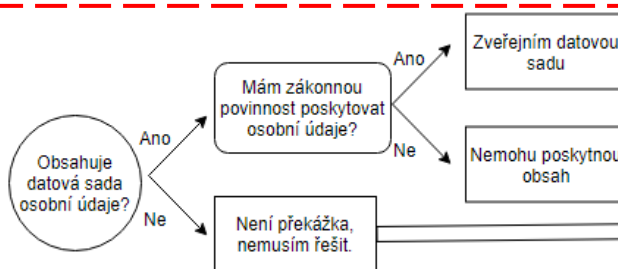 Obsahuje
datová sada
osobní údaje?
Ano
Ne
Mám zákonnou
povinnost poskytovat
osobní údaje?
Není překážka,
nemusím řešit.
Ano
Ne
Zveřejním datovou
sadu
Nemohu poskytnou
obsah